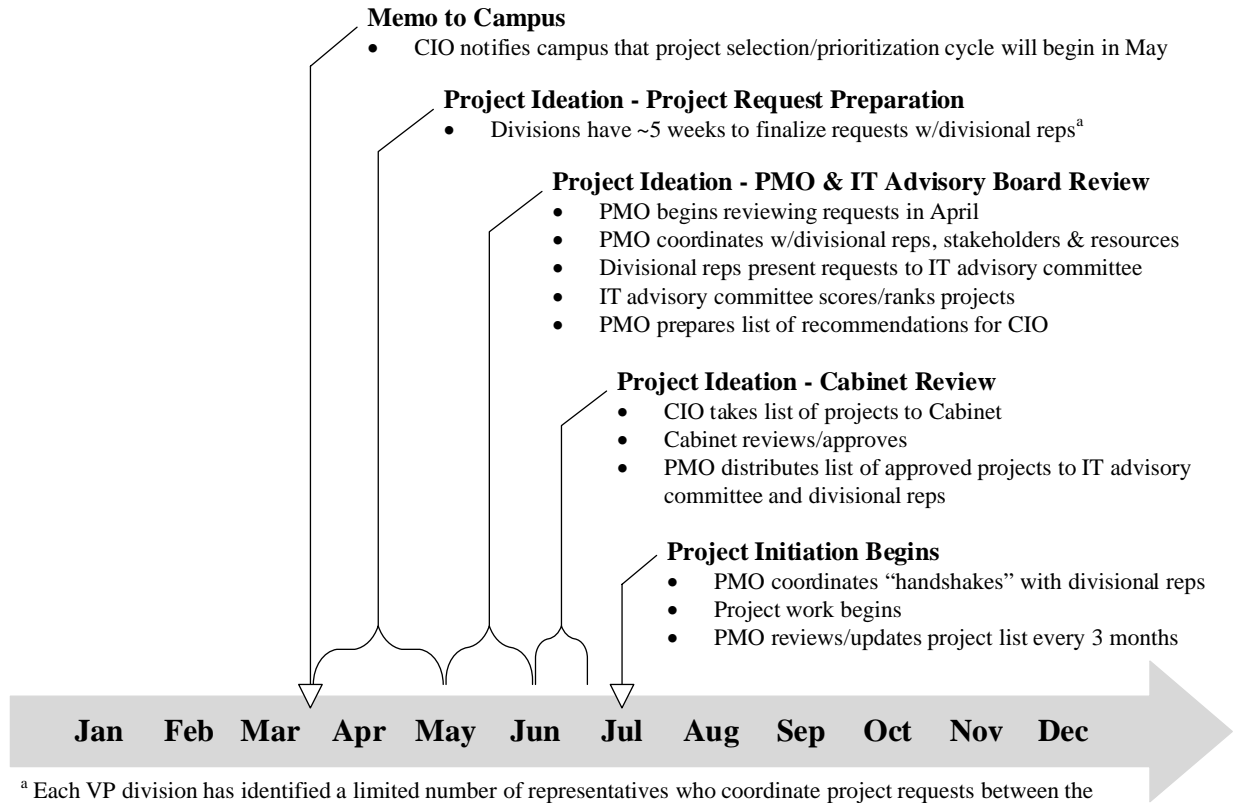 Memo to Campus
• CIO notifies campus that project selection/prioritization cycle will begin in May
Project Ideation - Project Request Preparation
• Divisions have ~5 weeks to finalize requests w/divisional repsᵃ
Project Ideation - PMO & IT Advisory Board Review
• PMO begins reviewing requests in April
• PMO coordinates w/divisional reps, stakeholders & resources
• Divisional reps present requests to IT advisory committee
• IT advisory committee scores/ranks projects
• PMO prepares list of recommendations for CIO
Project Ideation - Cabinet Review
• CIO takes list of projects to Cabinet
• Cabinet reviews/approves
• PMO distributes list of approved projects to IT advisory
committee and divisional reps
Project Initiation Begins
• PMO coordinates “handshakes” with divisional reps
• Project work begins
• PMO reviews/updates project list every 3 months
Jan Feb Mar Apr May Jun Jul Aug Sep Oct Nov Dec
ᵃ Each VP division has identified a limited number of representatives who coordinate project requests between the